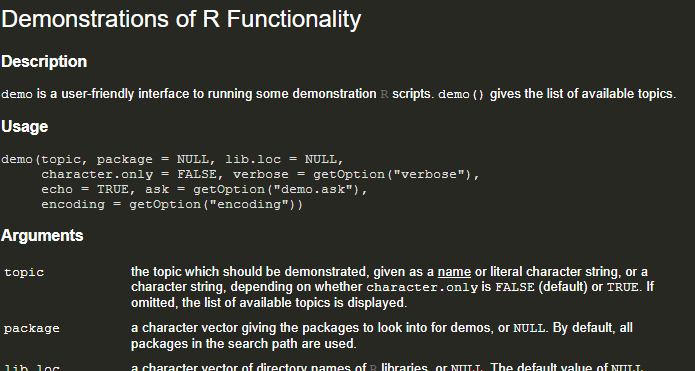 Demonstrations of R Functionality
Description
demo is a user-friendly interface to running some demonstration R scripts. demo() gives the list of available topics.
Usage
demo(topic, package = NULL, lib.loc = NULL,
character.only = FALSE, verbose = getOption("verbose"),
echo = TRUE, ask = getOption("demo.ask"),
encoding = getOption("encoding"))
Arguments
topic the topic which should be demonstrated, given as a name or literal character string, or a
character string, depending on whether character.only is FALSE (default) or TRUE. If
omitted, the list of available topics is displayed.
package a character vector giving the packages to look into for demos, or NULL. By default, all
packages in the search path are used.
lib.loc a character vector of directory names of R libraries, or NULL. The default value of NULL